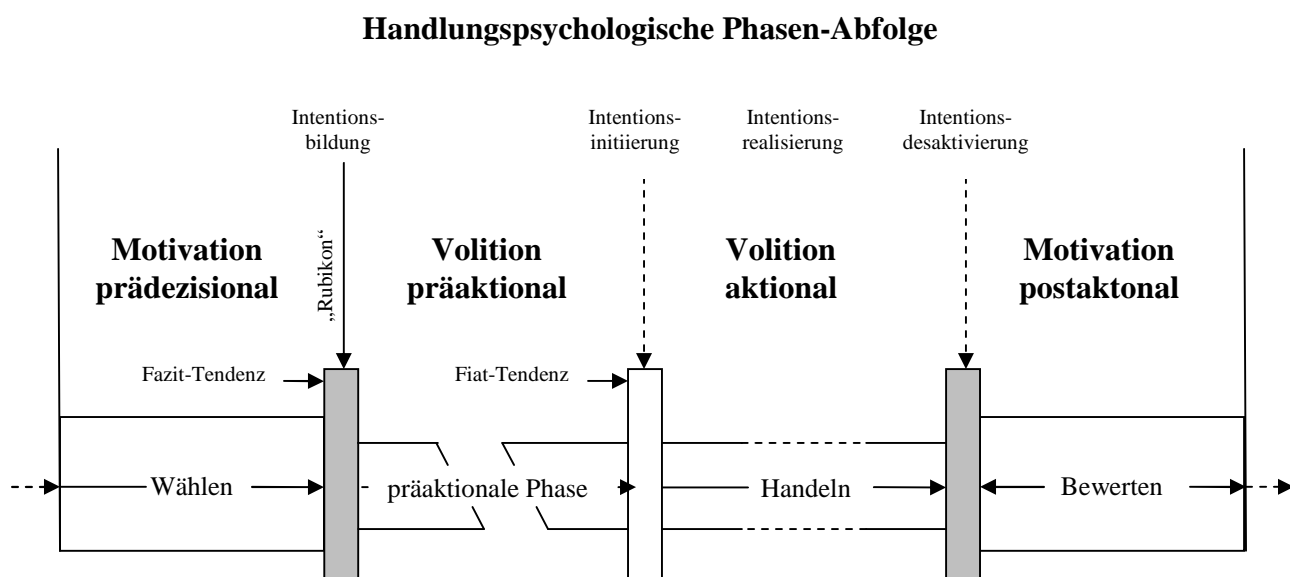 Handlungspsychologische Phasen-Abfolge
Intentions-
bildung
Intentions-
initiierung
Intentions-
realisierung
Intentions-
desaktivierung
„Rubikon“
Motivation
prädezisional
Volition
präaktional
Volition
aktional
Motivation
postaktonal
Fazit-Tendenz
Fiat-Tendenz
Wählen
präaktionale Phase
Handeln
Bewerten